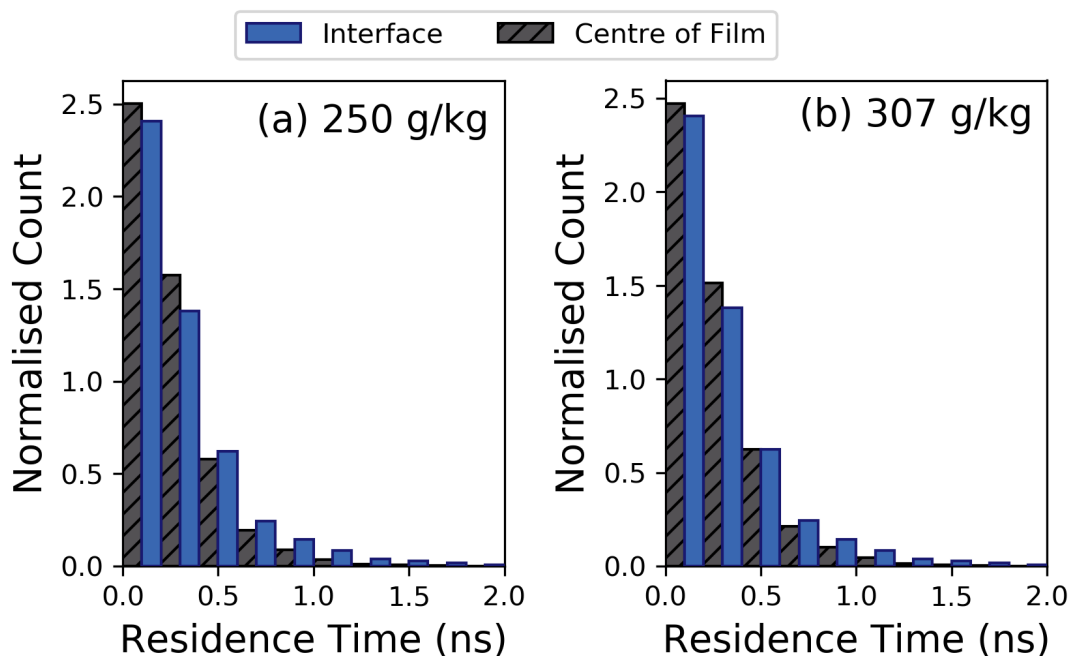 Interface Centre of Film
(a) 250 g/kg
Normalised Count
2.5
2.0
1.5
1.0
0.5
0.0
0.0 0.5 1.0 1.5 2.0
Residence Time (ns)
(b) 307 g/kg
Normalised Count
2.5
2.0
1.5
1.0
0.5
0.0
0.0 0.5 1.0 1.5 2.0
Residence Time (ns)